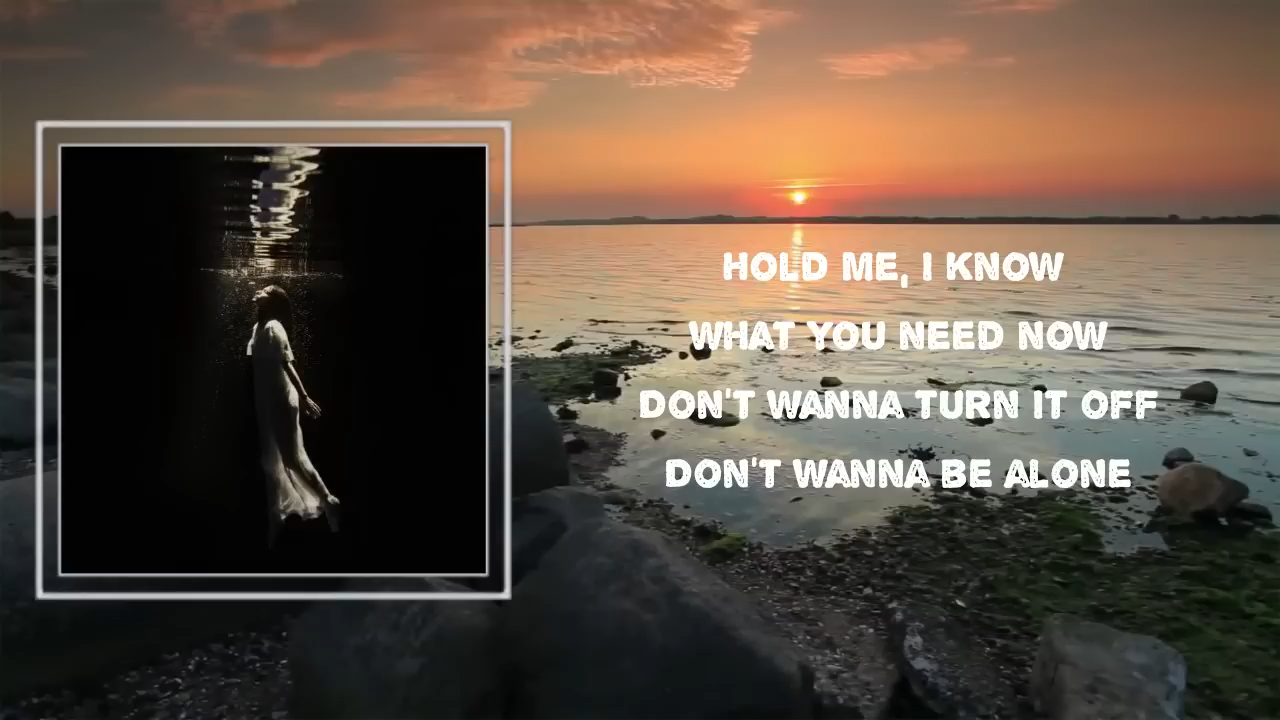 HOLD ME, I KNOW
WHAT YOU NEED NOW
DON'T WANNA TURN IT OFF
DON'T WANNA BE ALONE